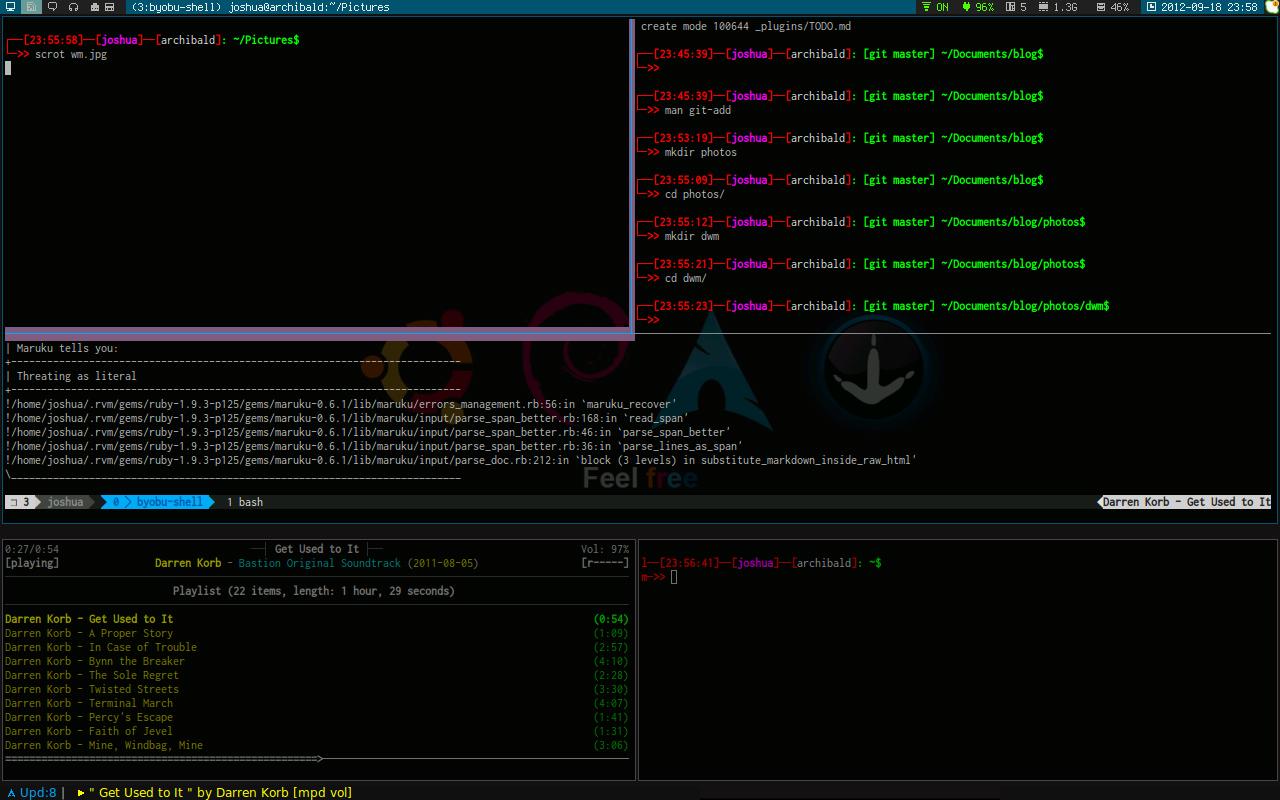 (3:byobu-shell) joshua@archibald:~/Pictures
ON 96% 5 1.3G 46% 2012-09-18 23:58
[23:55:58]—[joshua]—[archibald]: ~/Pictures$
>> scrot wm.jpg
create mode 100644 _plugins/TODO.md
[23:45:39]—[joshua]—[archibald]: [git master] ~/Documents/blog$
>>
[23:45:39]—[joshua]—[archibald]: [git master] ~/Documents/blog$
>> man git-add
[23:53:19]—[joshua]—[archibald]: [git master] ~/Documents/blog$
>> mkdir photos
[23:55:09]—[joshua]—[archibald]: [git master] ~/Documents/blog$
>> cd photos/
[23:55:12]—[joshua]—[archibald]: [git master] ~/Documents/blog/photos$
>> mkdir dwm
[23:55:21]—[joshua]—[archibald]: [git master] ~/Documents/blog/photos$
>> cd dwm/
[23:55:23]—[joshua]—[archibald]: [git master] ~/Documents/blog/photos/dwm$
>>
| Maruku tells you:
+---------------------------------------------------------------------------
| Threating as literal
+---------------------------------------------------------------------------
!/home/joshua/.rvm/gems/ruby-1.9.3-p125/gems/maruku-0.6.1/lib/maruku/errors_management.rb:56:in `maruku_recover'
!/home/joshua/.rvm/gems/ruby-1.9.3-p125/gems/maruku-0.6.1/lib/maruku/input/parse_span_better.rb:168:in `read_span'
!/home/joshua/.rvm/gems/ruby-1.9.3-p125/gems/maruku-0.6.1/lib/maruku/input/parse_span_better.rb:46:in `parse_span_better'
!/home/joshua/.rvm/gems/ruby-1.9.3-p125/gems/maruku-0.6.1/lib/maruku/input/parse_span_better.rb:36:in `parse_lines_as_span'
!/home/joshua/.rvm/gems/ruby-1.9.3-p125/gems/maruku-0.6.1/lib/maruku/input/parse_doc.rb:212:in `block (3 levels) in substitute_markdown_inside_raw_html'
\___________________________________________________________________________
Feel free
3 joshua 0 byobu-shell 1 bash Darren Korb - Get Used to It
0:27/0:54 Get Used to It Vol: 97%
[playing] Darren Korb - Bastion Original Soundtrack (2011-08-05) [r-----]
Playlist (22 items, length: 1 hour, 29 seconds)
Darren Korb - Get Used to It (0:54)
Darren Korb - A Proper Story (1:09)
Darren Korb - In Case of Trouble (2:57)
Darren Korb - Bynn the Breaker (4:10)
Darren Korb - The Sole Regret (2:28)
Darren Korb - Twisted Streets (3:30)
Darren Korb - Terminal March (4:07)
Darren Korb - Percy's Escape (1:41)
Darren Korb - Faith of Jevel (1:31)
Darren Korb - Mine, Windbag, Mine (3:06)
l—[23:56:41]—[joshua]—[archibald]: ~$
m—>>
Upd:8 | " Get Used to It " by Darren Korb [mpd vol]